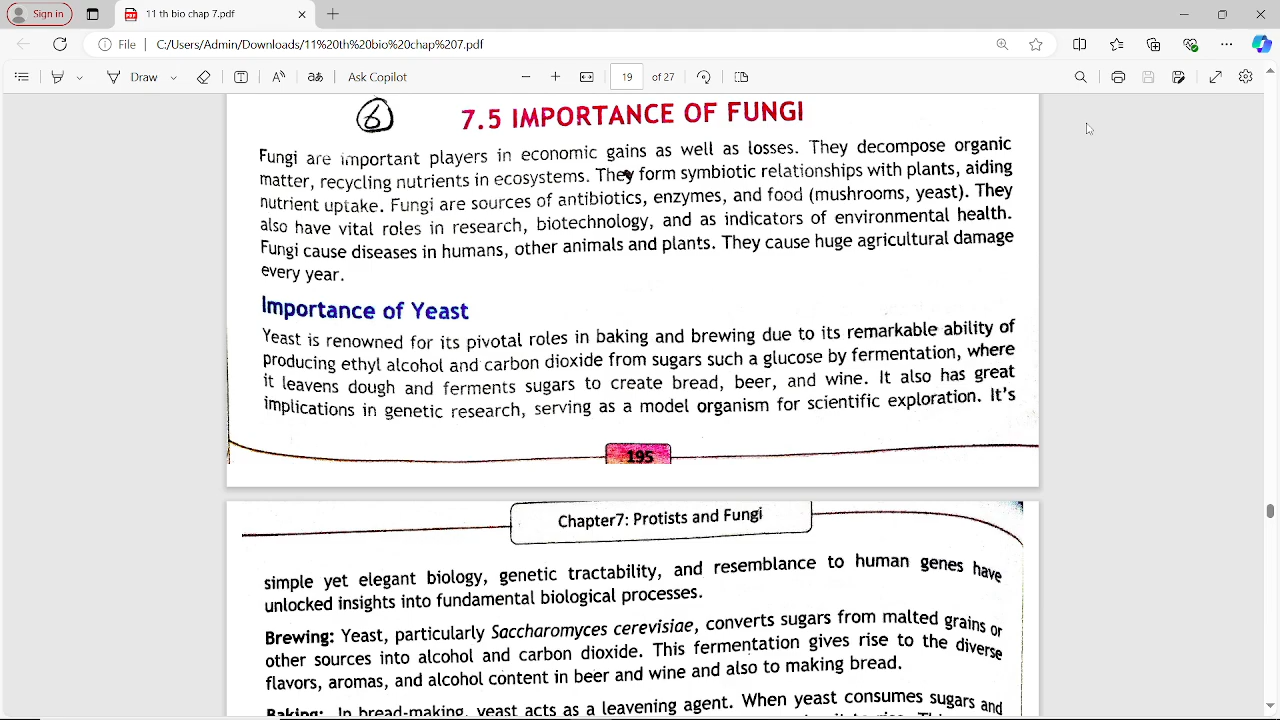 Sign in
11 th bio chap 7.pdf
File
C:/Users/Admin/Downloads/11%20th%20bio%20chap%207.pdf
Draw
Ask Copilot
19 of 27
6
7.5 IMPORTANCE OF FUNGI
Fungi are important players in economic gains as well as losses. They decompose organic
matter, recycling nutrients in ecosystems. They form symbiotic relationships with plants, aiding
nutrient uptake. Fungi are sources of antibiotics, enzymes, and food (mushrooms, yeast). They
also have vital roles in research, biotechnology, and as indicators of environmental health.
Fungi cause diseases in humans, other animals and plants. They cause huge agricultural damage
every year.
Importance of Yeast
Yeast is renowned for its pivotal roles in baking and brewing due to its remarkable ability of
producing ethyl alcohol and carbon dioxide from sugars such a glucose by fermentation, where
it leavens dough and ferments sugars to create bread, beer, and wine. It also has great
implications in genetic research, serving as a model organism for scientific exploration. It's
195
Chapter7: Protists and Fungi
simple yet elegant biology, genetic tractability, and resemblance to human genes have
unlocked insights into fundamental biological processes.
Brewing: Yeast, particularly Saccharomyces cerevisiae, converts sugars from malted grains or
other sources into alcohol and carbon dioxide. This fermentation gives rise to the diverse
flavors, aromas, and alcohol content in beer and wine and also to making bread.
Baking: In bread-making, yeast acts as a leavening agent. When yeast consumes sugars and